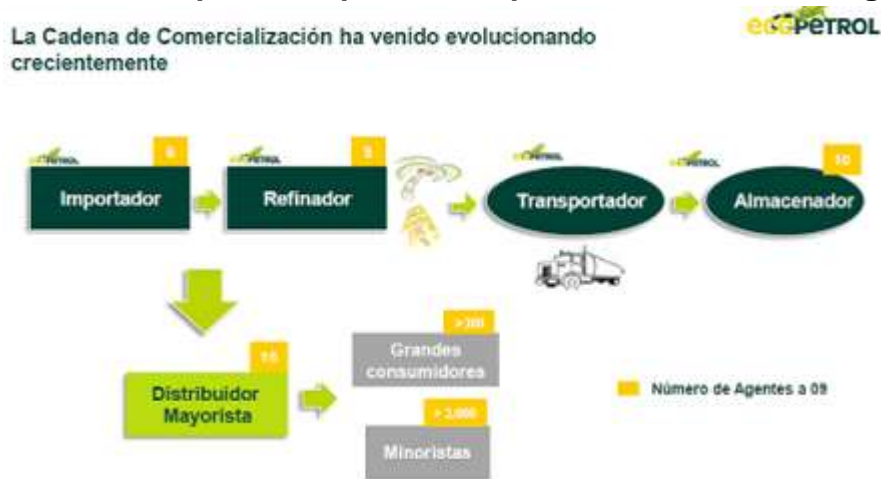 La Cadena de Comercialización ha venido evolucionando
crecientemente
ecoPETROL
Importador
Refinador
Transportador
Almacenador
10
Distribuidor
Mayorista
Grandes
consumidores
Minoristas
Número de Agentes a 09